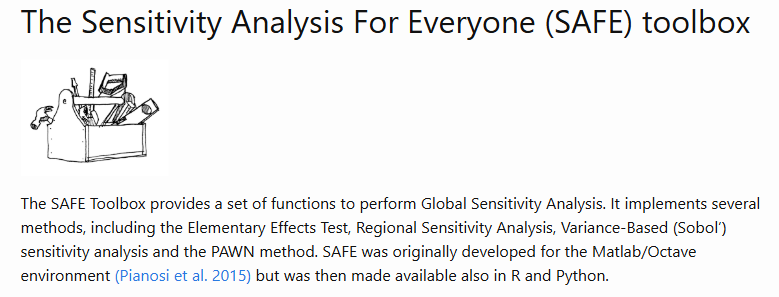 The Sensitivity Analysis For Everyone (SAFE) toolbox
The SAFE Toolbox provides a set of functions to perform Global Sensitivity Analysis. It implements several
methods, including the Elementary Effects Test, Regional Sensitivity Analysis, Variance-Based (Sobol’)
sensitivity analysis and the PAWN method. SAFE was originally developed for the Matlab/Octave
environment (Pianosi et al. 2015) but was then made available also in R and Python.